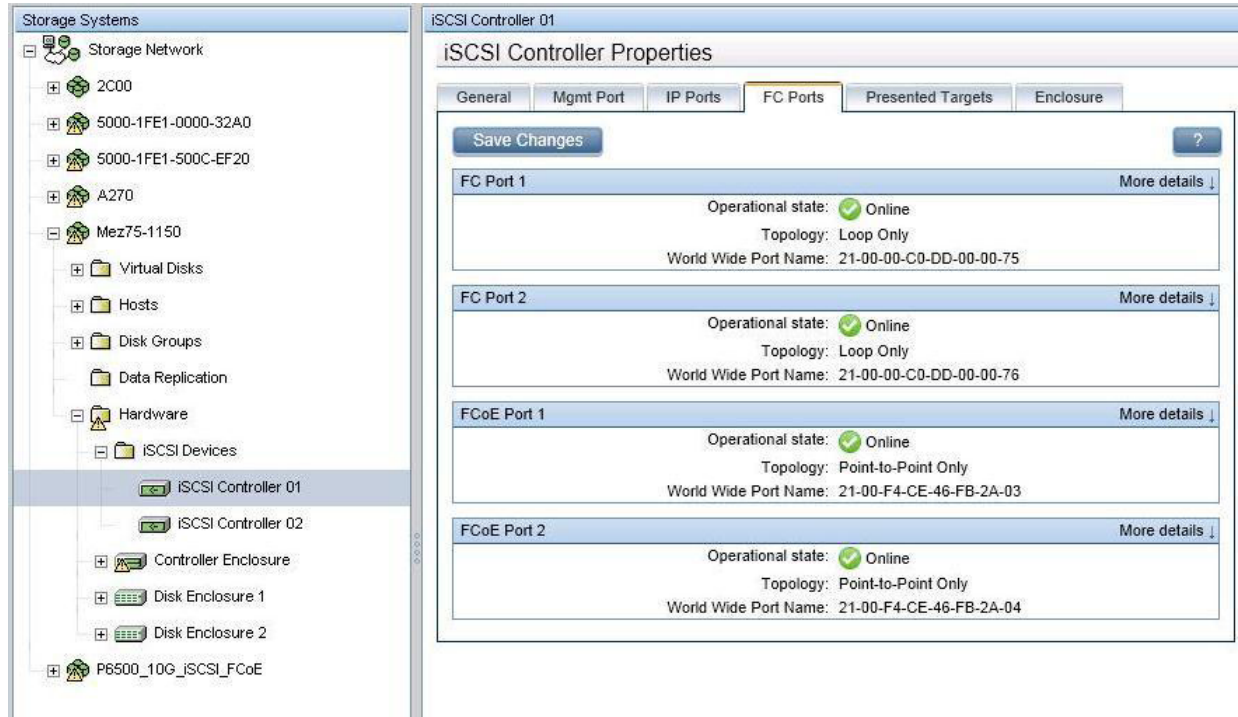 Storage Systems
Storage Network
2C00
5000-1FE1-0000-32A0
5000-1FE1-500C-EF20
A270
Mez75-1150
Virtual Disks
Hosts
Disk Groups
Data Replication
Hardware
iSCSI Devices
iSCSI Controller 01
iSCSI Controller 02
Controller Enclosure
Disk Enclosure 1
Disk Enclosure 2
P6500_10G_iSCSI_FCoE
iSCSI Controller 01
iSCSI Controller Properties
General Mgmt Port IP Ports FC Ports Presented Targets Enclosure
Save Changes ?
FC Port 1 More details ↓
Operational state: Online
Topology: Loop Only
World Wide Port Name: 21-00-00-C0-DD-00-00-75
FC Port 2 More details ↓
Operational state: Online
Topology: Loop Only
World Wide Port Name: 21-00-00-C0-DD-00-00-76
FCoE Port 1 More details ↓
Operational state: Online
Topology: Point-to-Point Only
World Wide Port Name: 21-00-F4-CE-46-FB-2A-03
FCoE Port 2 More details ↓
Operational state: Online
Topology: Point-to-Point Only
World Wide Port Name: 21-00-F4-CE-46-FB-2A-04